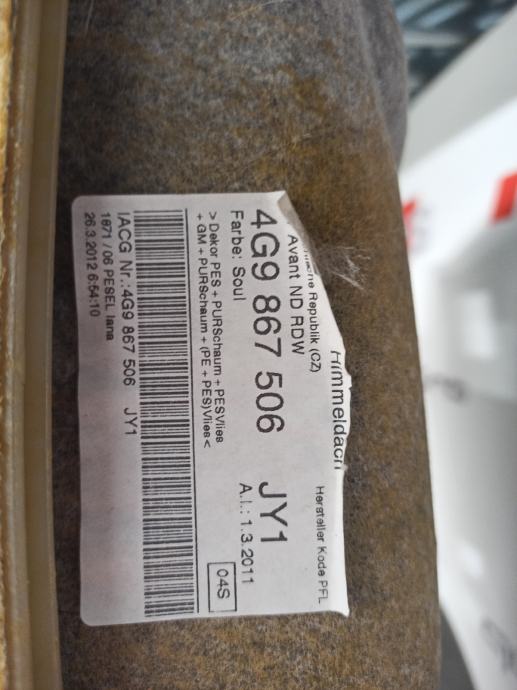 Himmeldach
Hersteller Kode PFL
Republik (CZ)
Avant ND RDW
4G9 867 506 JY1
Farbe: Soul A.I.: 1.3.2011
> Dekor PES + PURSchaum + PESVlies
+ GM + PURSchaum + (PE + PES)Vlies <
04S
IACG Nr.:4G9 867 506 JY1
1871 / 06 PESEL Jana
26.3.2012 6:54:10